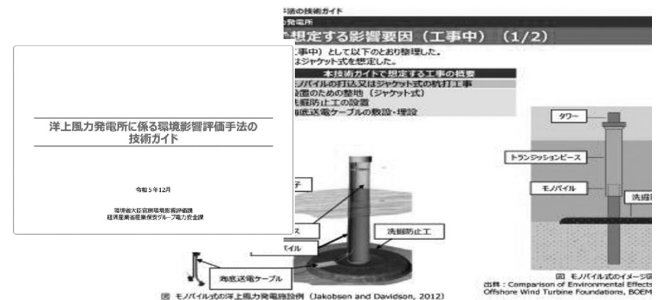 洋上風力発電所に係る環境影響評価手法の
技術ガイド
令和5年12月
環境省大臣官房環境影響評価課
経済産業省産業保安グループ電力安全課
手法の技術ガイド
発電所
想定する影響要因（工事中）（1/2）
工事中）として以下のとおり整理した。
はジャケット式を想定した。
本技術ガイドで想定する工事の概要
モノパイルの打込又はジャケット式の杭打工事
設置のための整地（ジャケット式）
洗掘防止工の設置
海底送電ケーブルの敷設・埋設
洗掘防止工
海底送電ケーブル
図 モノパイル式の洋上風力発電施設例（Jakobsen and Davidson, 2012）
タワー
トランジッションピース
モノパイル
洗掘
図 モノパイル式のイメージ図
出典：Comparison of Environmental Effects
Offshore Wind Turbine Foundations, BOEM